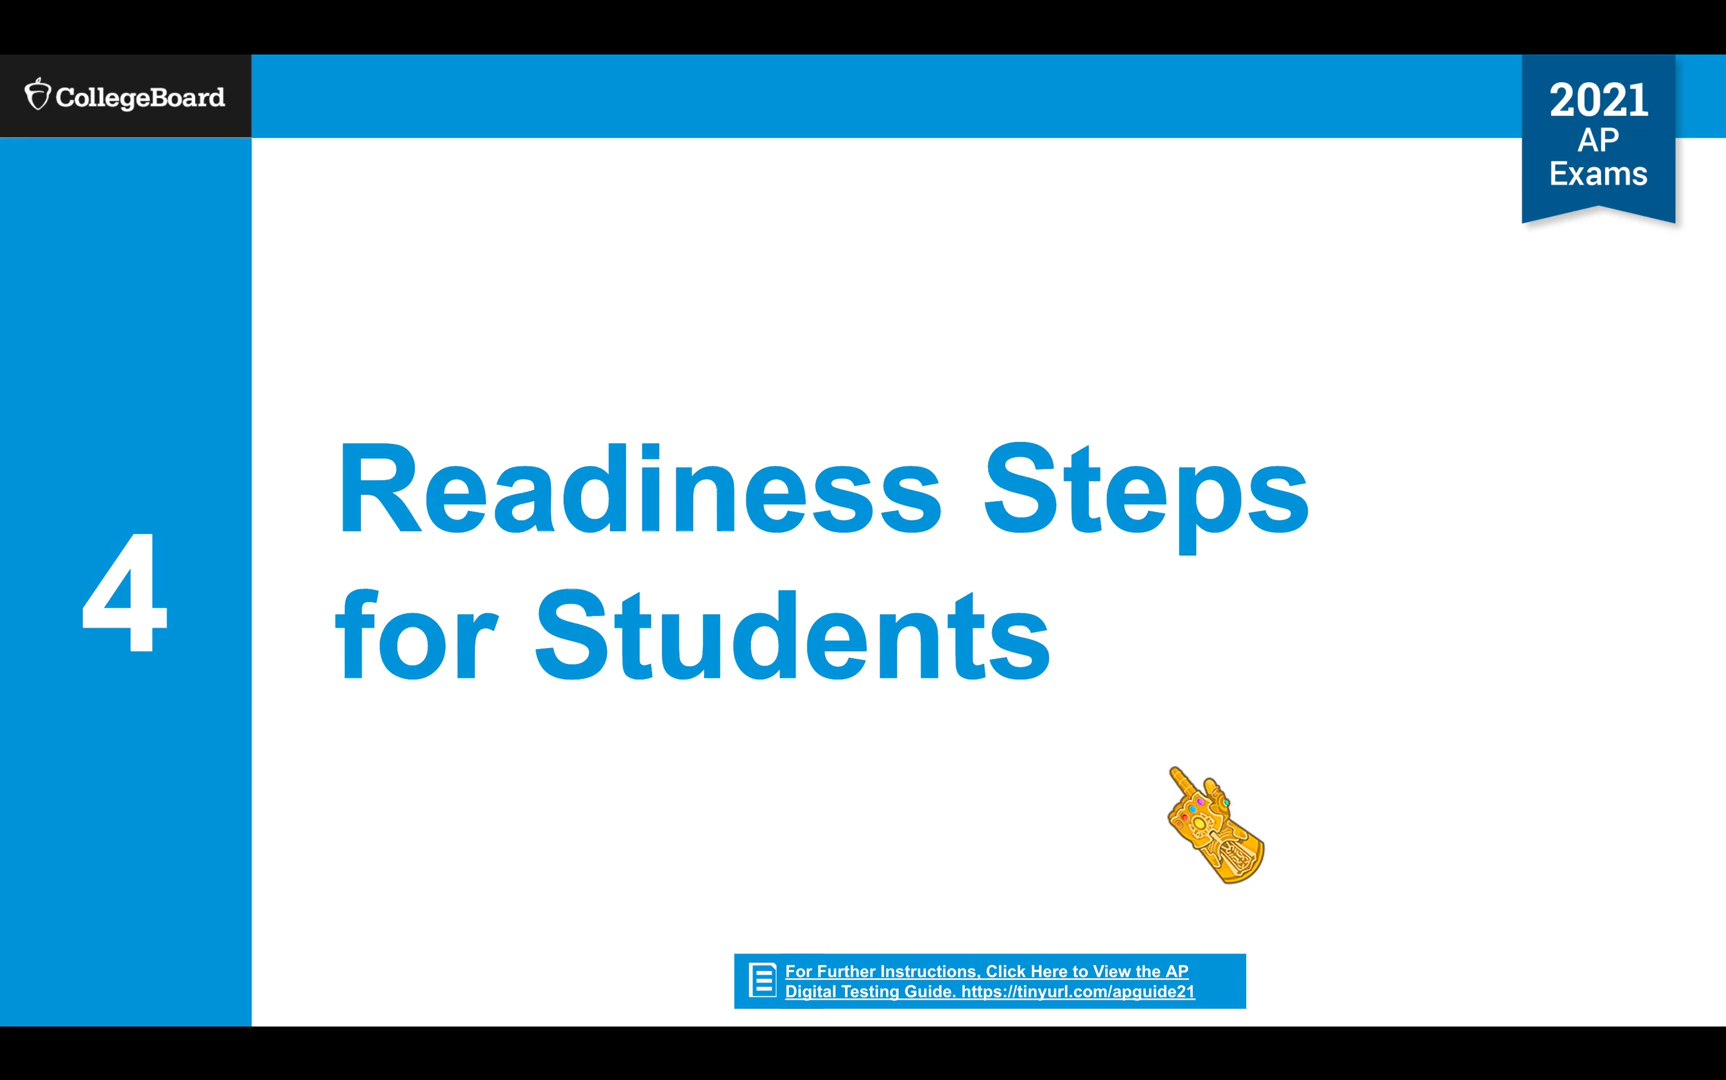 CollegeBoard
2021
AP
Exams
4
Readiness Steps
for Students
For Further Instructions, Click Here to View the AP
Digital Testing Guide. https://tinyurl.com/apguide21